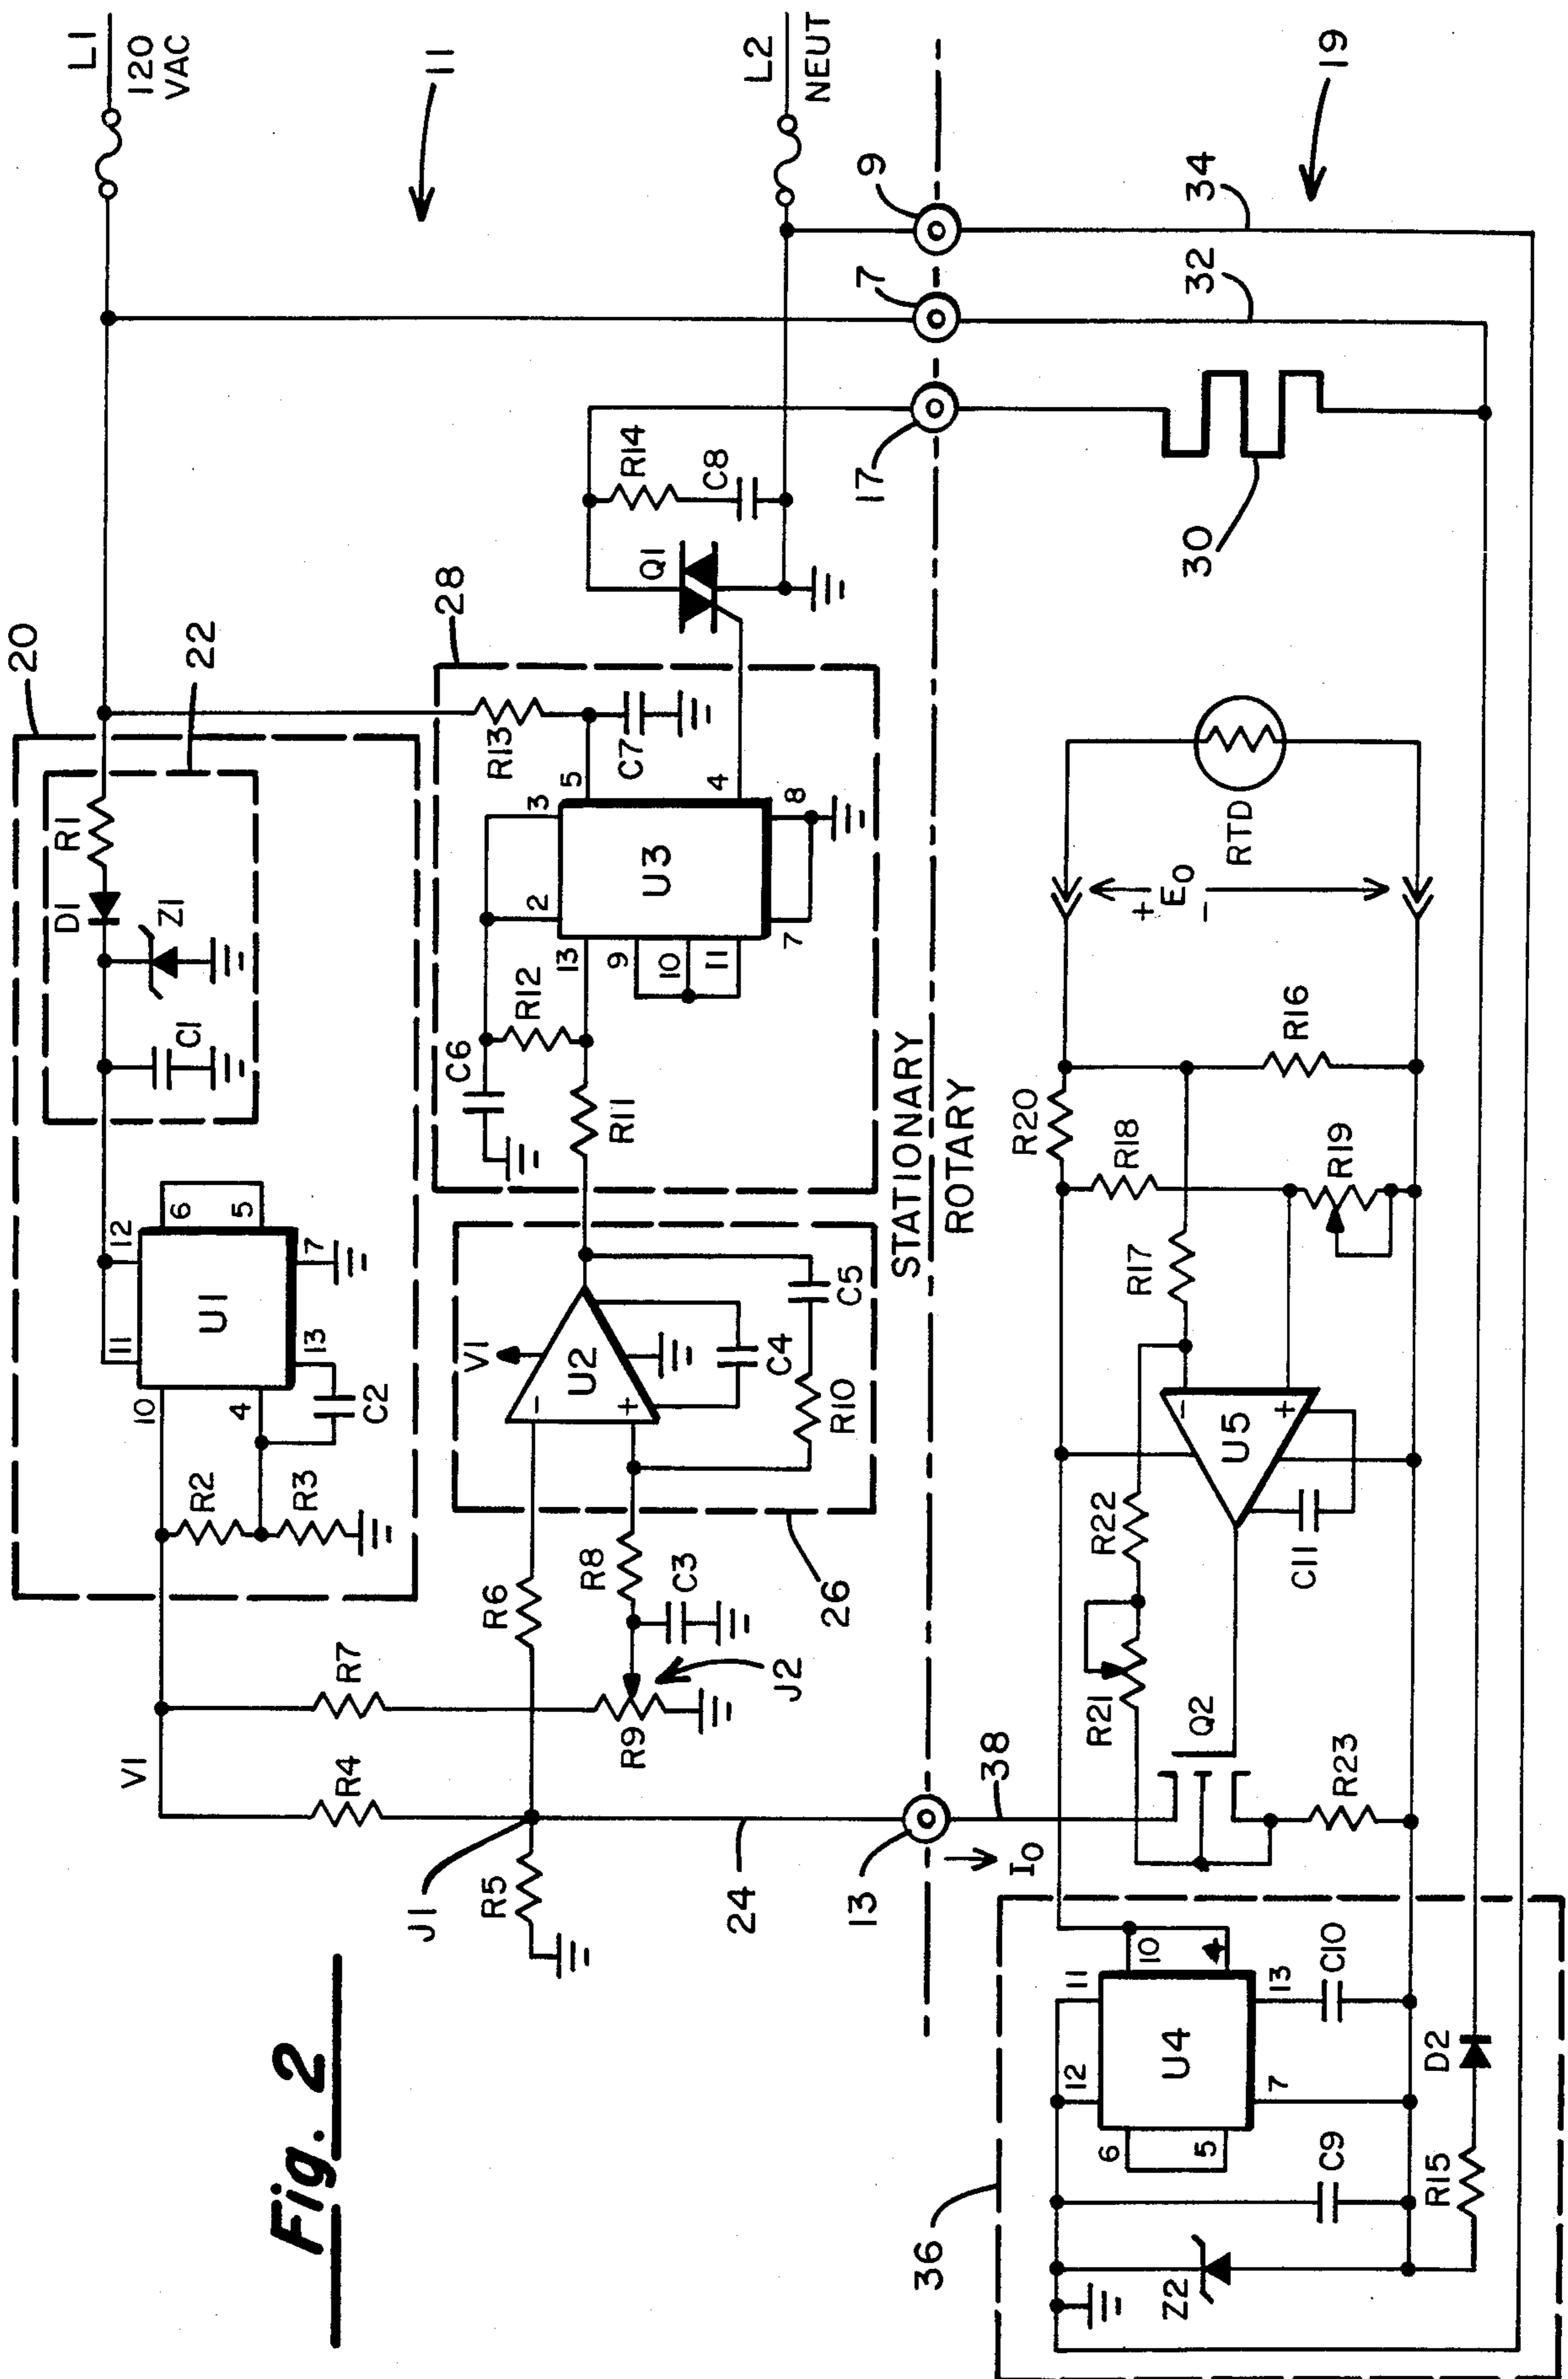 L1
120
VAC
11
L2
NEUT
20
22
R1
D1
Z1
C1
12
6
5
11
U1
17
10
4
13
C2
R2
R3
28
R13
C7
5
3
4
2
U3
8
13
9
10
11
7
R12
C6
R11
Q1
R14
C8
9
7
17
34
32
19
30
V1
U2
-
+
C4
C5
R10
26
R6
R8
C3
R7
J2
R9
V1
R4
J1
R5
24
13
38
I0
STATIONARY
ROTARY
RTD
+
E0
-
R16
R20
R18
R19
R17
-
+
U5
R22
C11
R21
Q2
R23
36
11
10
4
12
U4
13
C10
6
5
7
C9
Z2
D2
R15
Fig. 2